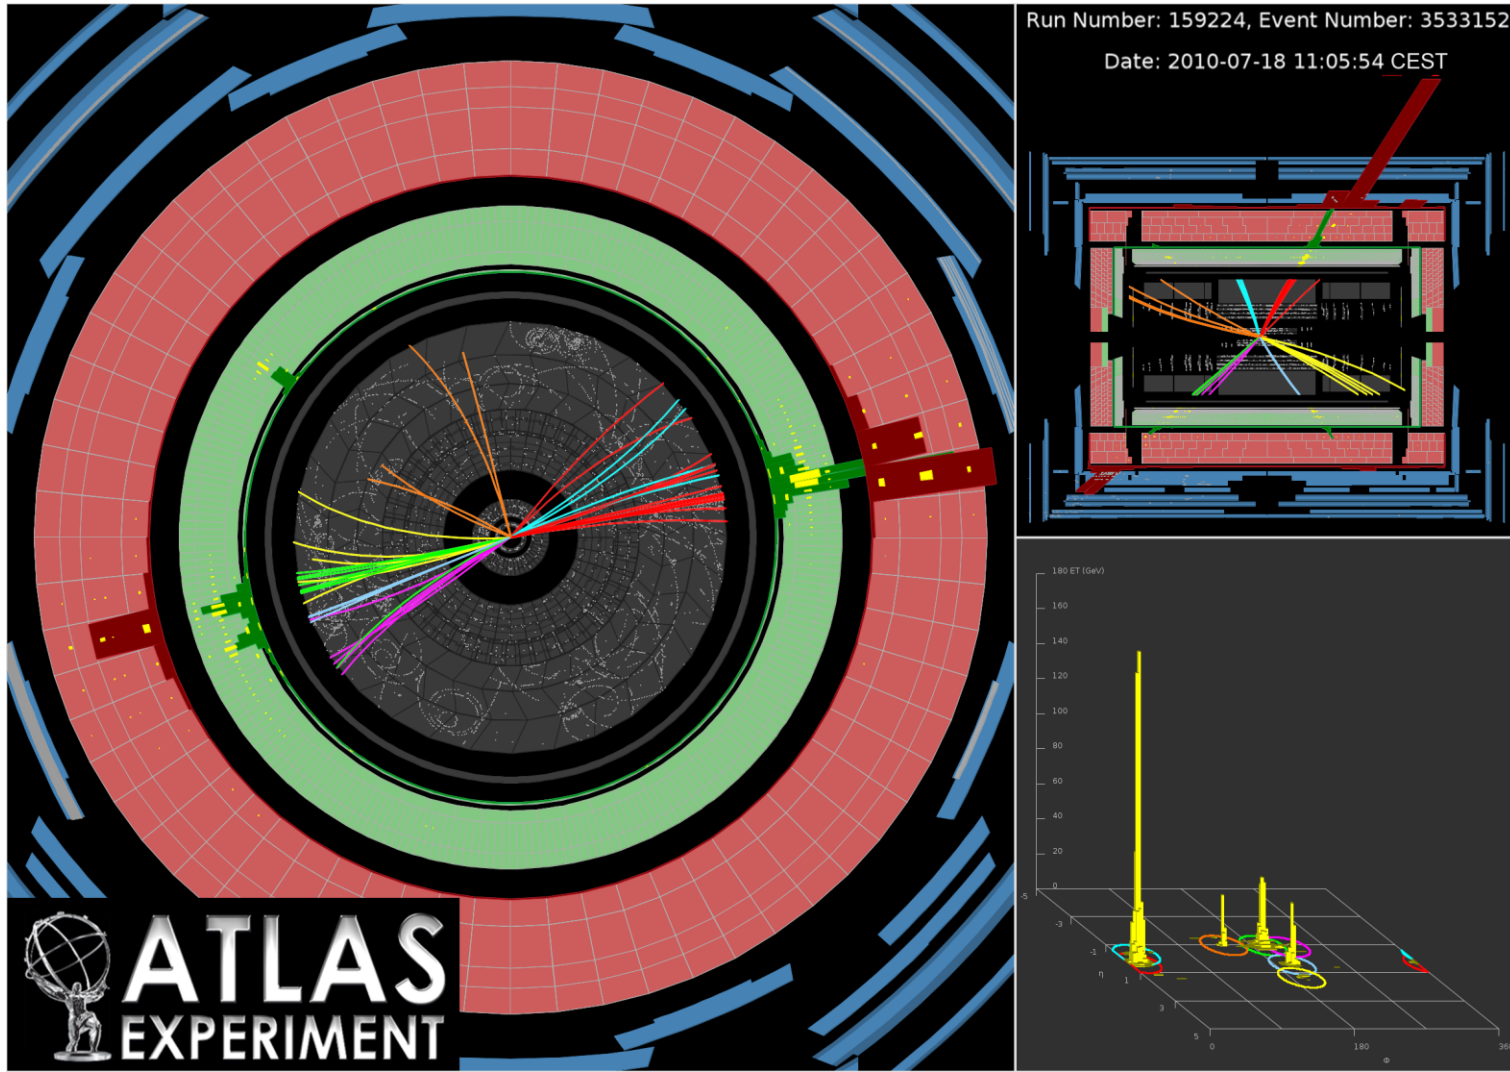 Run Number: 159224, Event Number: 3533152
Date: 2010-07-18 11:05:54 CEST
180 ET (GeV)
160
140
120
100
80
60
40
20
0
-5
-3
-1
η
1
3
5
0
180
360
Φ
ATLAS
EXPERIMENT